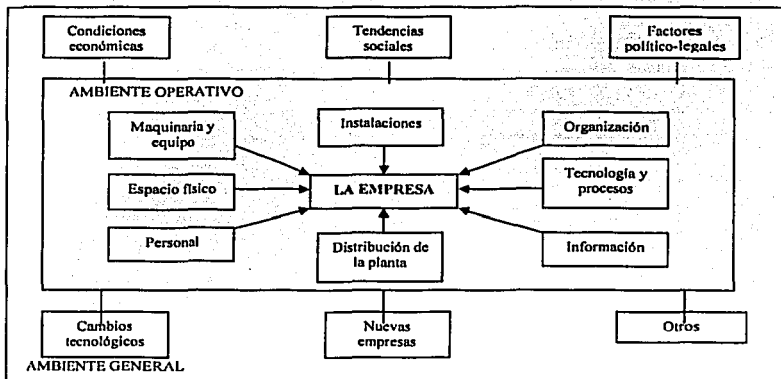 Condiciones
económicas
Tendencias
sociales
Factores
político-legales
AMBIENTE OPERATIVO
Maquinaria y
equipo
Instalaciones
Organización
Espacio físico
LA EMPRESA
Tecnología y
procesos
Personal
Distribución de
la planta
Información
Cambios
tecnológicos
Nuevas
empresas
Otros
AMBIENTE GENERAL